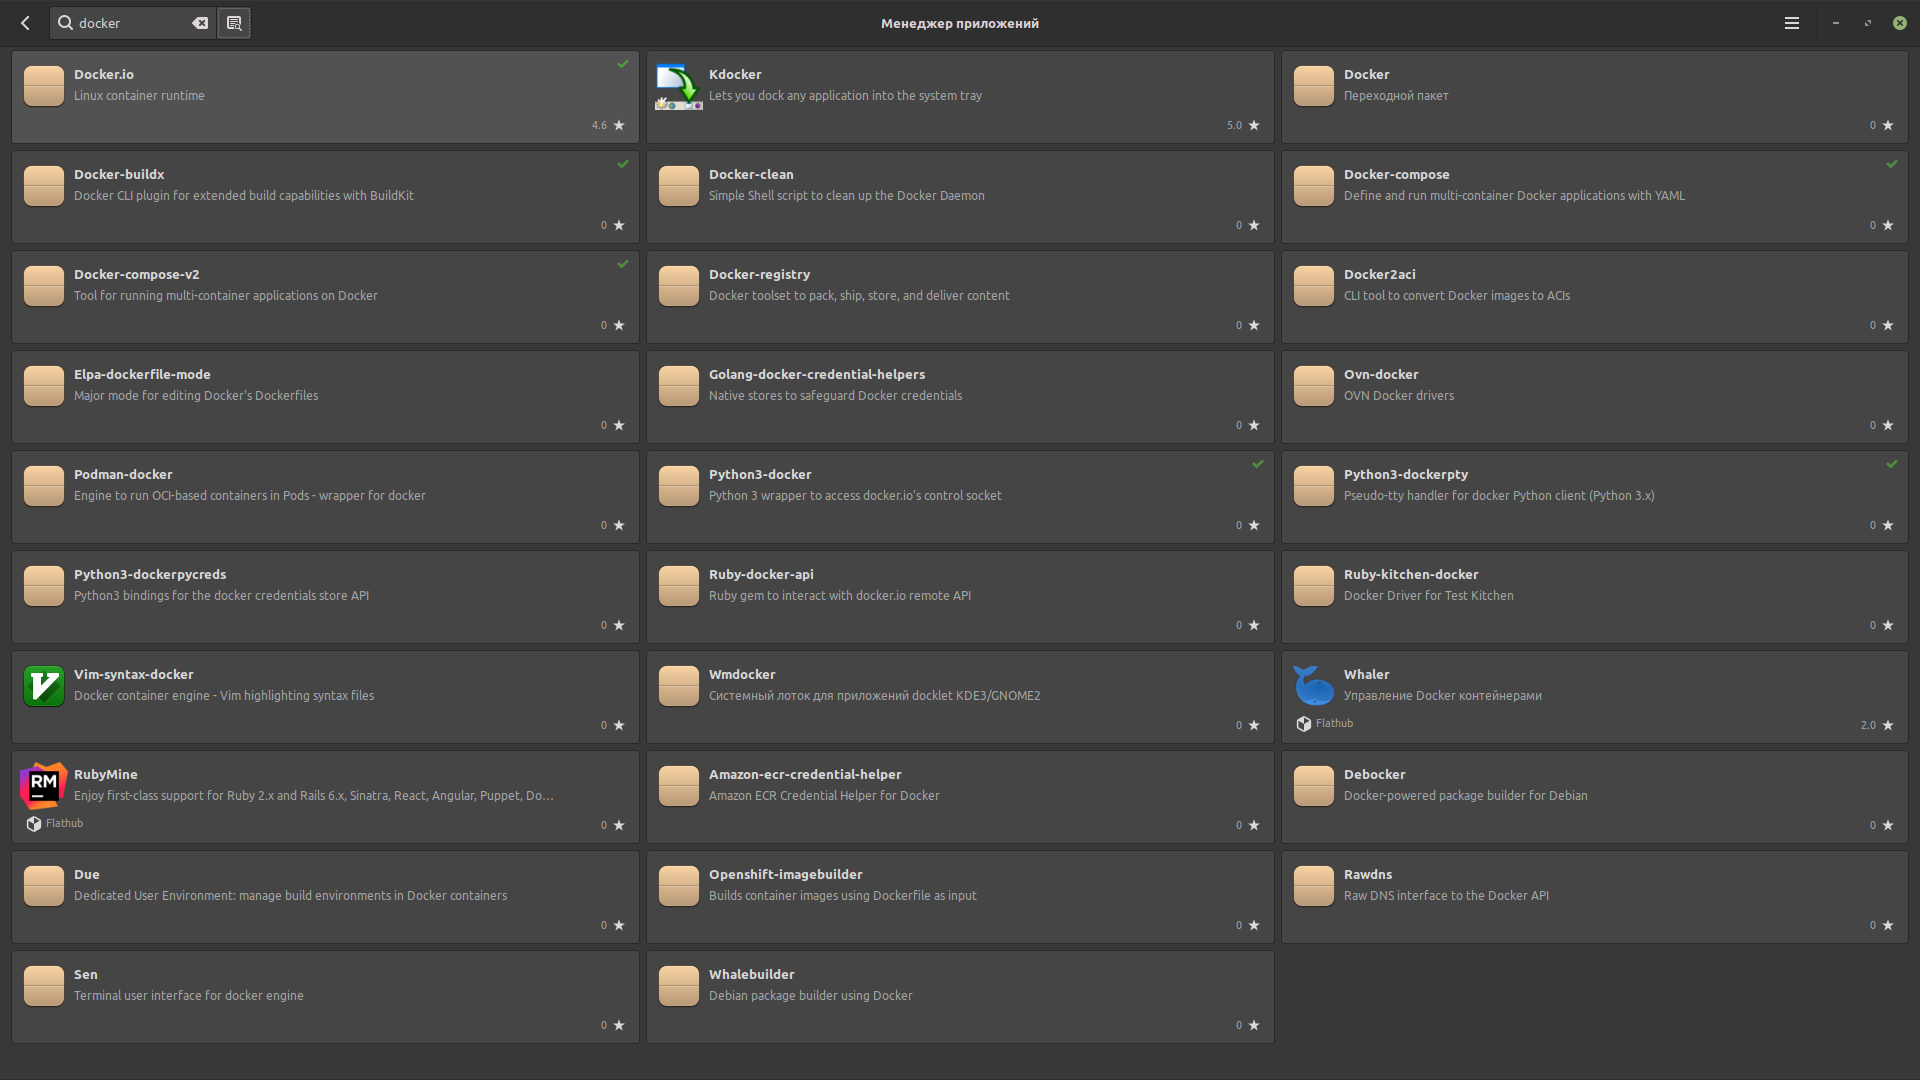 docker
Менеджер приложений
Docker.io
Linux container runtime
4.6
Kdocker
Lets you dock any application into the system tray
5.0
Docker
Переходной пакет
0
Docker-buildx
Docker CLI plugin for extended build capabilities with BuildKit
0
Docker-clean
Simple Shell script to clean up the Docker Daemon
0
Docker-compose
Define and run multi-container Docker applications with YAML
0
Docker-compose-v2
Tool for running multi-container applications on Docker
0
Docker-registry
Docker toolset to pack, ship, store, and deliver content
0
Docker2aci
CLI tool to convert Docker images to ACIs
0
Elpa-dockerfile-mode
Major mode for editing Docker's Dockerfiles
0
Golang-docker-credential-helpers
Native stores to safeguard Docker credentials
0
Ovn-docker
OVN Docker drivers
0
Podman-docker
Engine to run OCI-based containers in Pods - wrapper for docker
0
Python3-docker
Python 3 wrapper to access docker.io's control socket
0
Python3-dockerpty
Pseudo-tty handler for docker Python client (Python 3.x)
0
Python3-dockerpycreds
Python3 bindings for the docker credentials store API
0
Ruby-docker-api
Ruby gem to interact with docker.io remote API
0
Ruby-kitchen-docker
Docker Driver for Test Kitchen
0
Vim-syntax-docker
Docker container engine - Vim highlighting syntax files
0
Wmdocker
Системный лоток для приложений docklet KDE3/GNOME2
0
Whaler
Управление Docker контейнерами
Flathub
2.0
RM
RubyMine
Enjoy first-class support for Ruby 2.x and Rails 6.x, Sinatra, React, Angular, Puppet, Do...
Flathub
0
Amazon-ecr-credential-helper
Amazon ECR Credential Helper for Docker
0
Debocker
Docker-powered package builder for Debian
0
Due
Dedicated User Environment: manage build environments in Docker containers
0
Openshift-imagebuilder
Builds container images using Dockerfile as input
0
Rawdns
Raw DNS interface to the Docker API
0
Sen
Terminal user interface for docker engine
0
Whalebuilder
Debian package builder using Docker
0